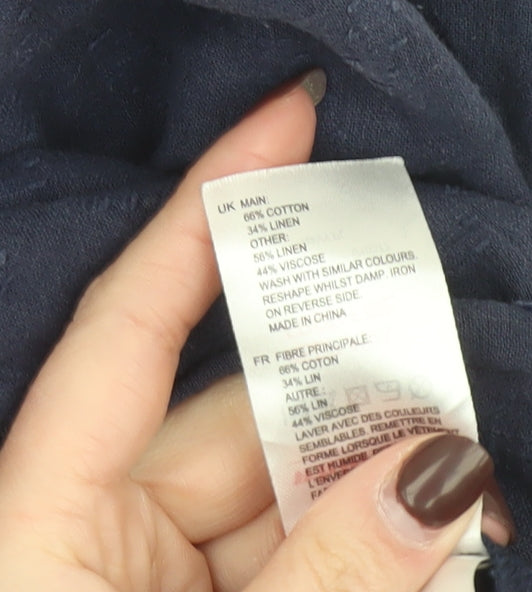 UK MAIN:
66% COTTON
34% LINEN
OTHER:
56% LINEN
44% VISCOSE
WASH WITH SIMILAR COLOURS.
RESHAPE WHILST DAMP. IRON
ON REVERSE SIDE.
MADE IN CHINA
FR FIBRE PRINCIPALE:
66% COTON
34% LIN
AUTRE:
56% LIN
44% VISCOSE
LAVER AVEC DES COULEURS
SEMBLABLES. REMETTRE EN
FORME LORSQUE LE VÊTEMENT
EST HUMIDE.